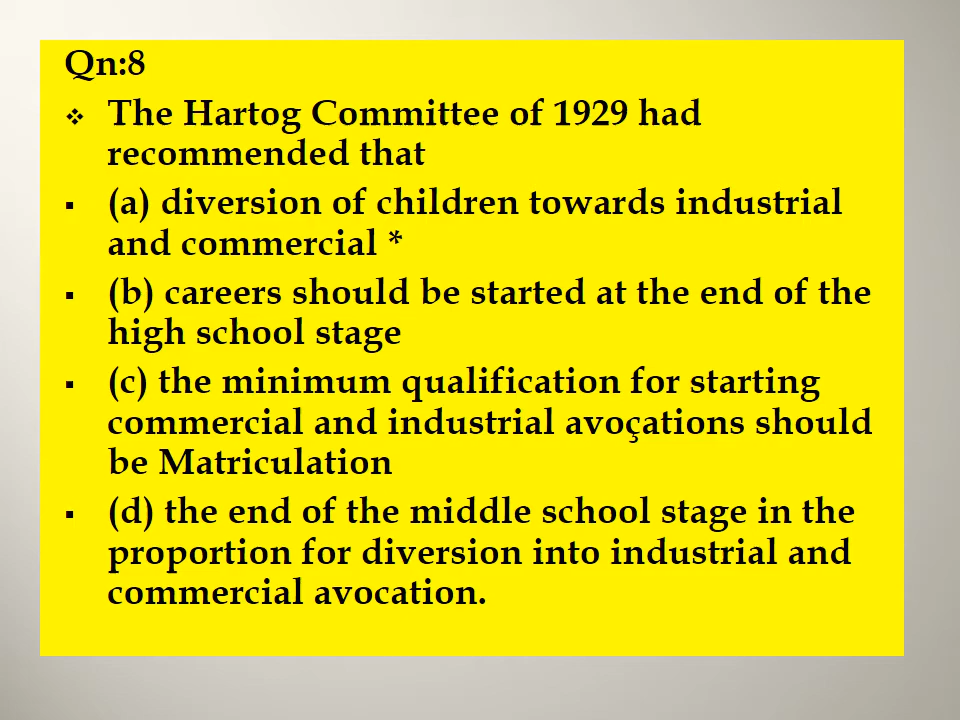 Qn:8
❖ The Hartog Committee of 1929 had
recommended that
▪ (a) diversion of children towards industrial
and commercial *
▪ (b) careers should be started at the end of the
high school stage
▪ (c) the minimum qualification for starting
commercial and industrial avoçations should
be Matriculation
▪ (d) the end of the middle school stage in the
proportion for diversion into industrial and
commercial avocation.